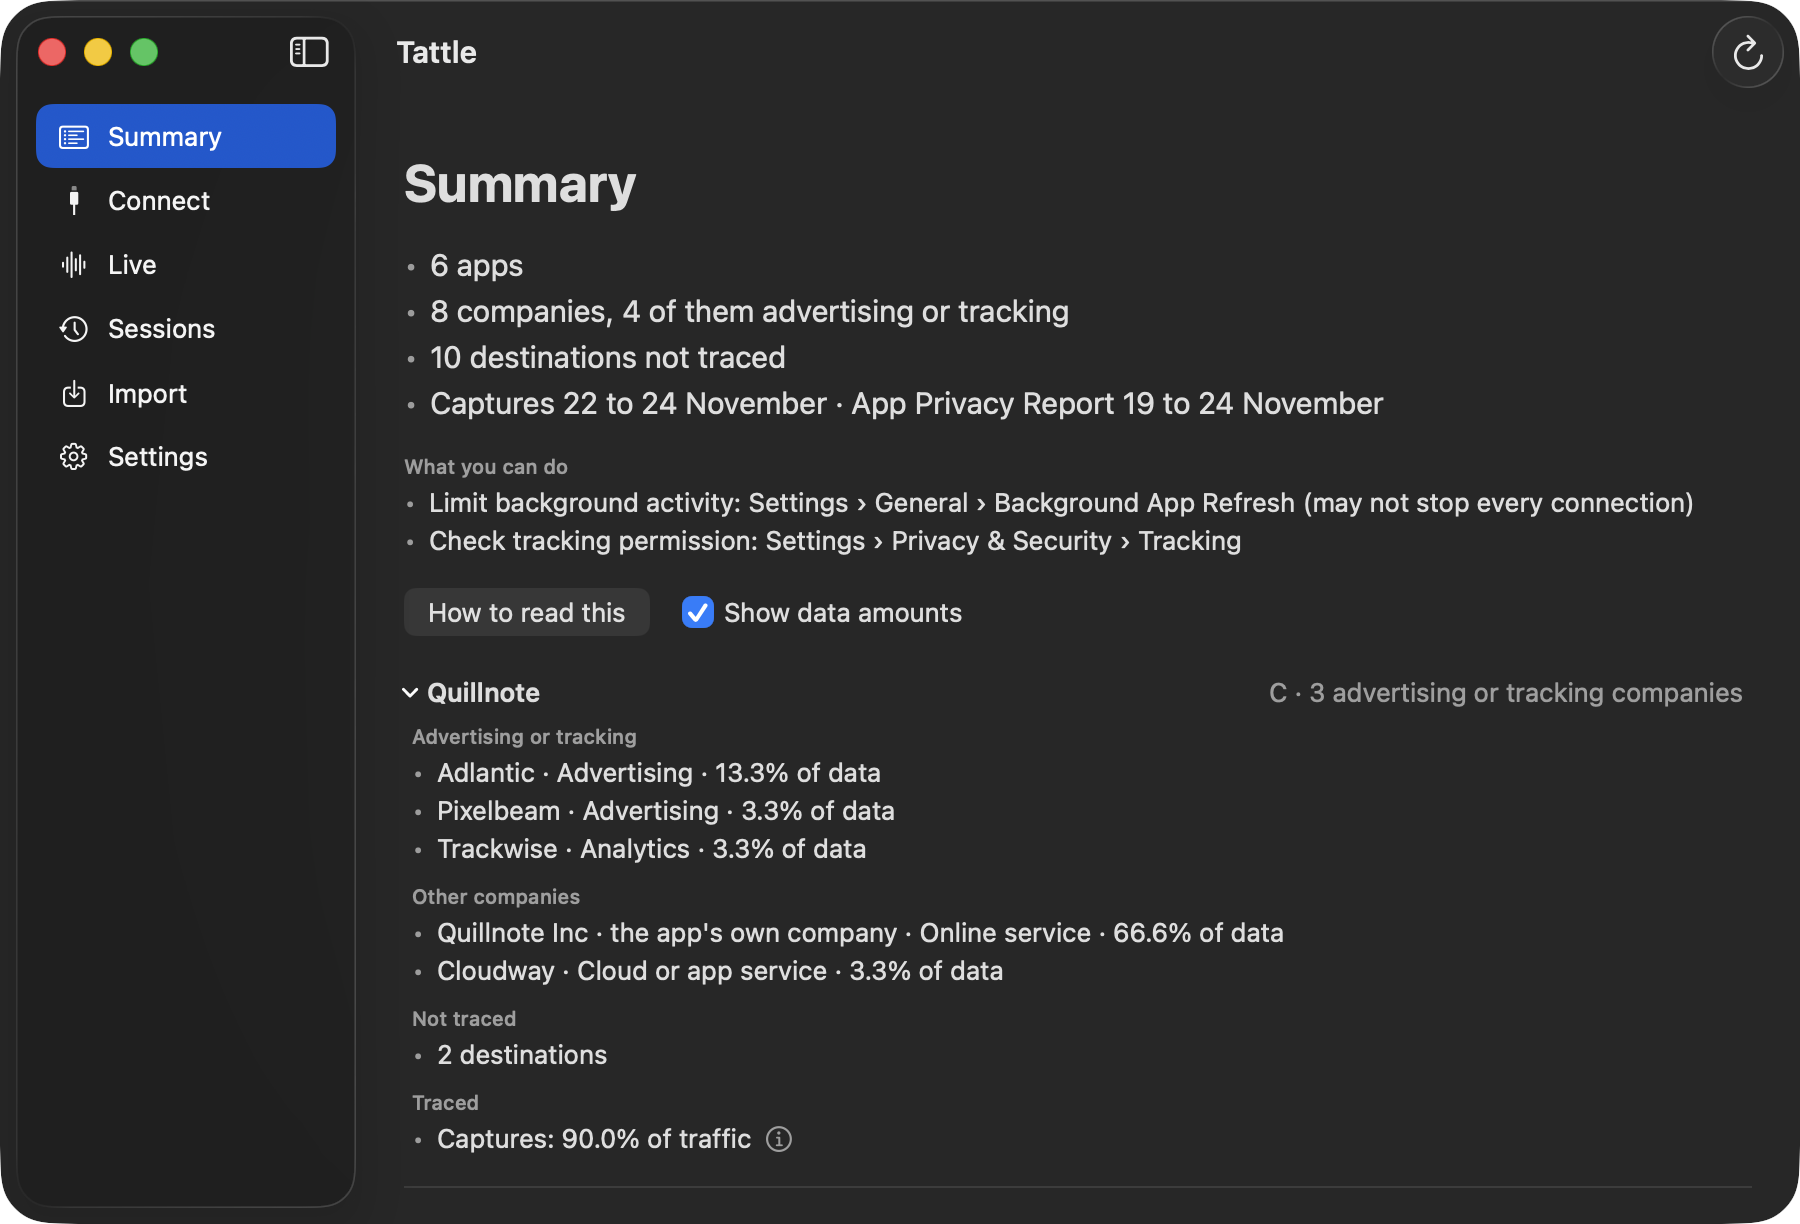 Tattle
Summary
Connect
Live
Sessions
Import
Settings
Summary
• 6 apps
• 8 companies, 4 of them advertising or tracking
• 10 destinations not traced
• Captures 22 to 24 November · App Privacy Report 19 to 24 November
What you can do
• Limit background activity: Settings › General › Background App Refresh (may not stop every connection)
• Check tracking permission: Settings › Privacy & Security › Tracking
How to read this
Show data amounts
Quillnote
C · 3 advertising or tracking companies
Advertising or tracking
• Adlantic · Advertising · 13.3% of data
• Pixelbeam · Advertising · 3.3% of data
• Trackwise · Analytics · 3.3% of data
Other companies
• Quillnote Inc · the app's own company · Online service · 66.6% of data
• Cloudway · Cloud or app service · 3.3% of data
Not traced
• 2 destinations
Traced
• Captures: 90.0% of traffic